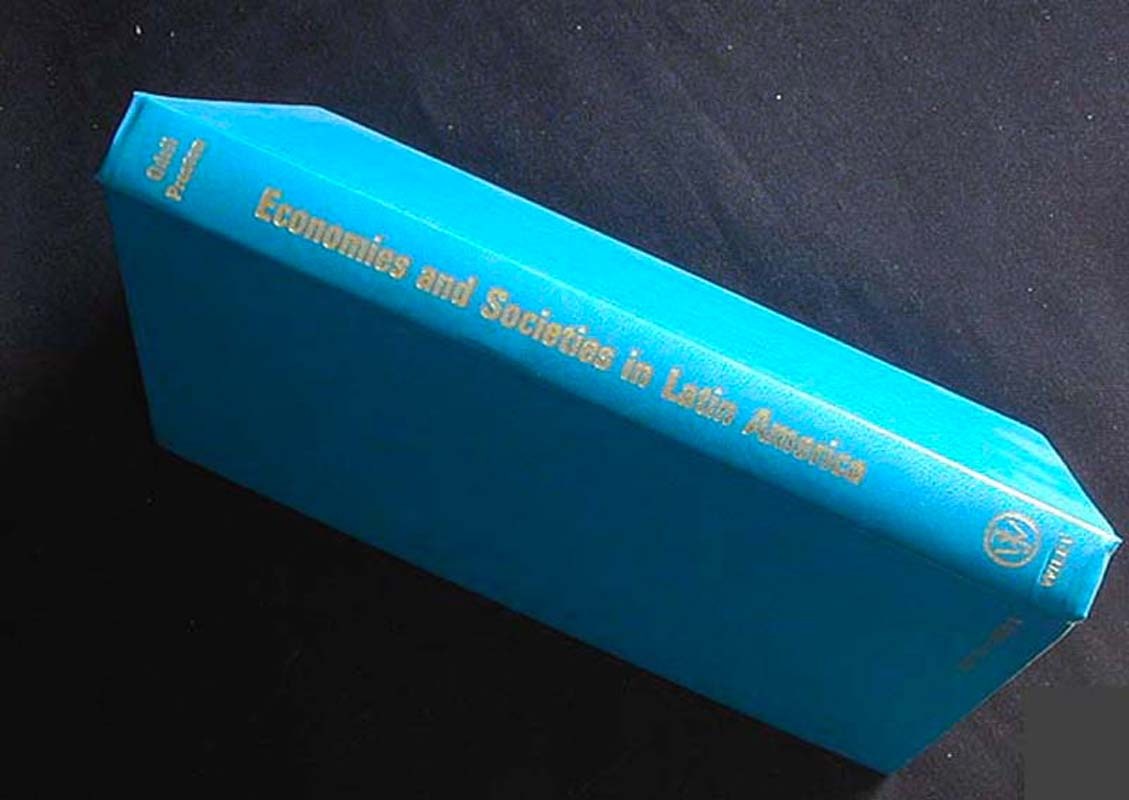 Odell
Preston
Economies and Societies in Latin America
WILEY